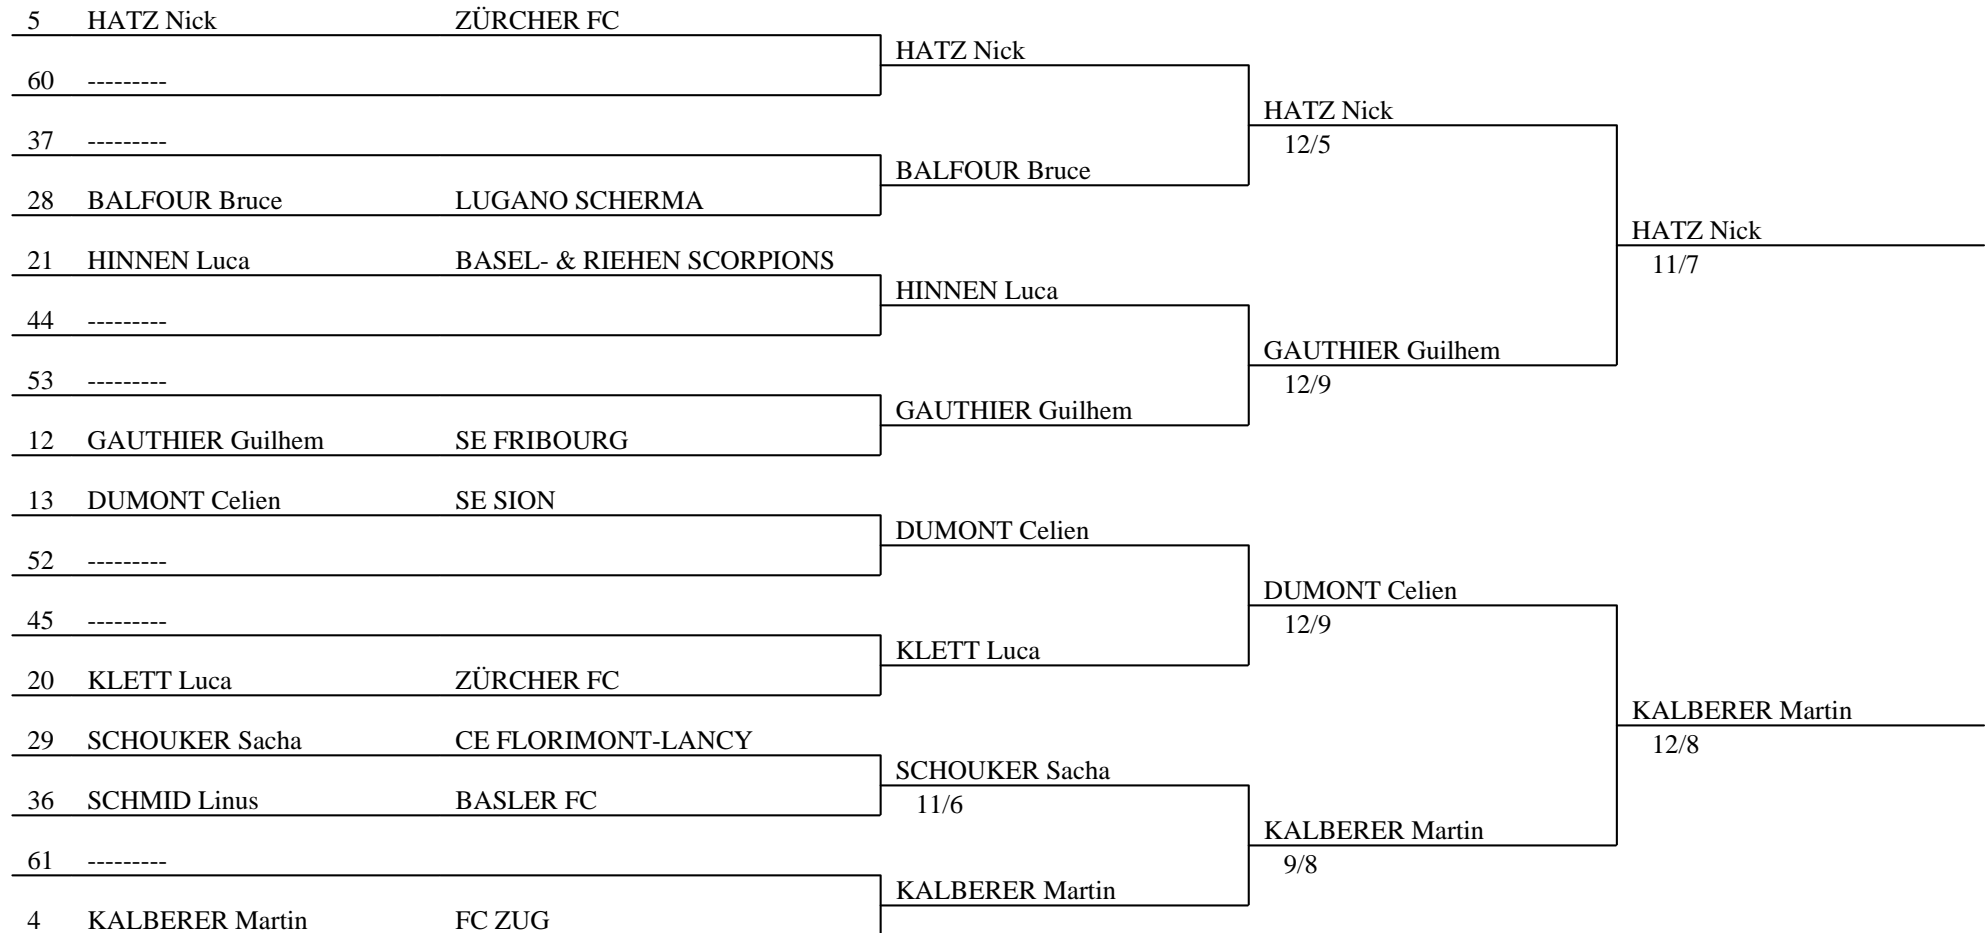 5 HATZ Nick ZÜRCHER FC
HATZ Nick
60 ---------
HATZ Nick
12/5
37 ---------
BALFOUR Bruce
28 BALFOUR Bruce LUGANO SCHERMA
HATZ Nick
11/7
21 HINNEN Luca BASEL- & RIEHEN SCORPIONS
HINNEN Luca
44 ---------
GAUTHIER Guilhem
12/9
53 ---------
GAUTHIER Guilhem
12 GAUTHIER Guilhem SE FRIBOURG
13 DUMONT Celien SE SION
DUMONT Celien
52 ---------
DUMONT Celien
12/9
45 ---------
KLETT Luca
20 KLETT Luca ZÜRCHER FC
KALBERER Martin
12/8
29 SCHOUKER Sacha CE FLORIMONT-LANCY
SCHOUKER Sacha
11/6
36 SCHMID Linus BASLER FC
KALBERER Martin
9/8
61 ---------
KALBERER Martin
4 KALBERER Martin FC ZUG